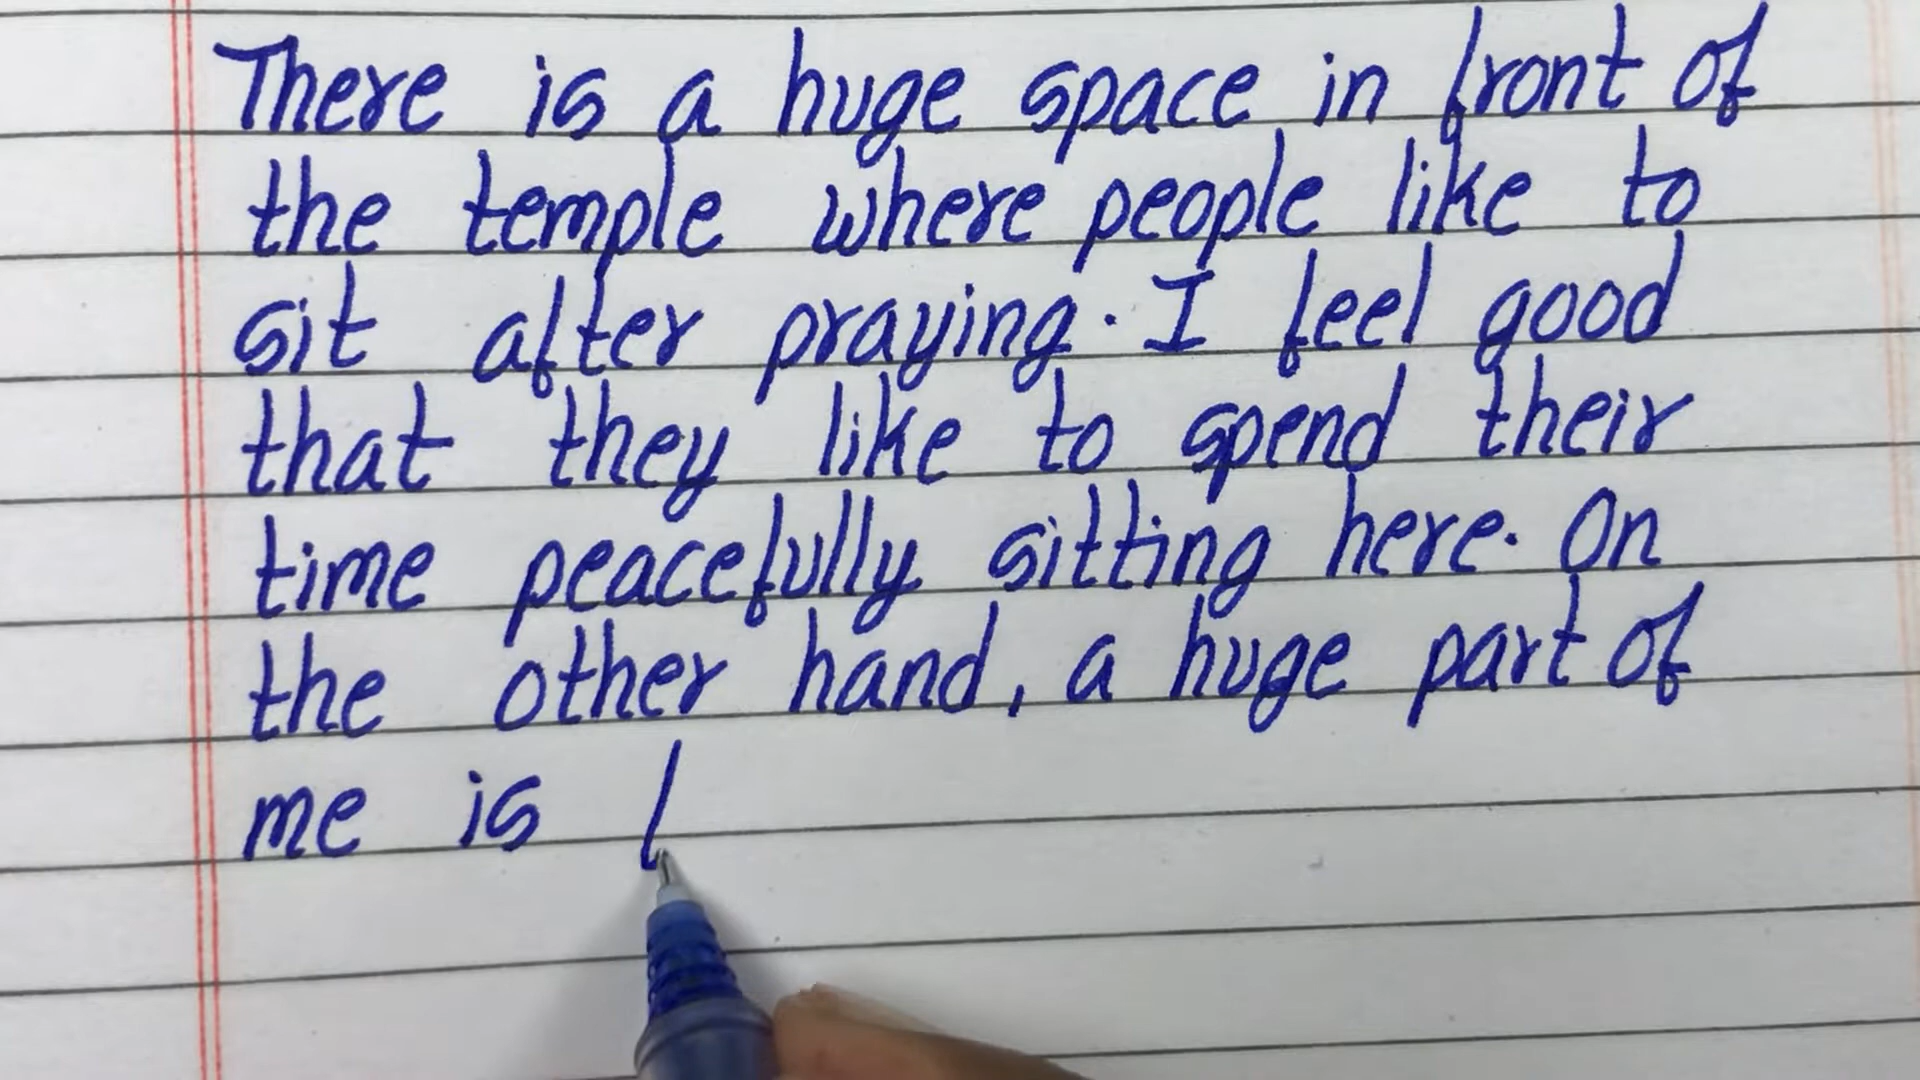 There is a huge space in front of
the temple where people like to
sit after praying. I feel good
that they like to spend their
time peacefully sitting here. On
the other hand, a huge part of
me is